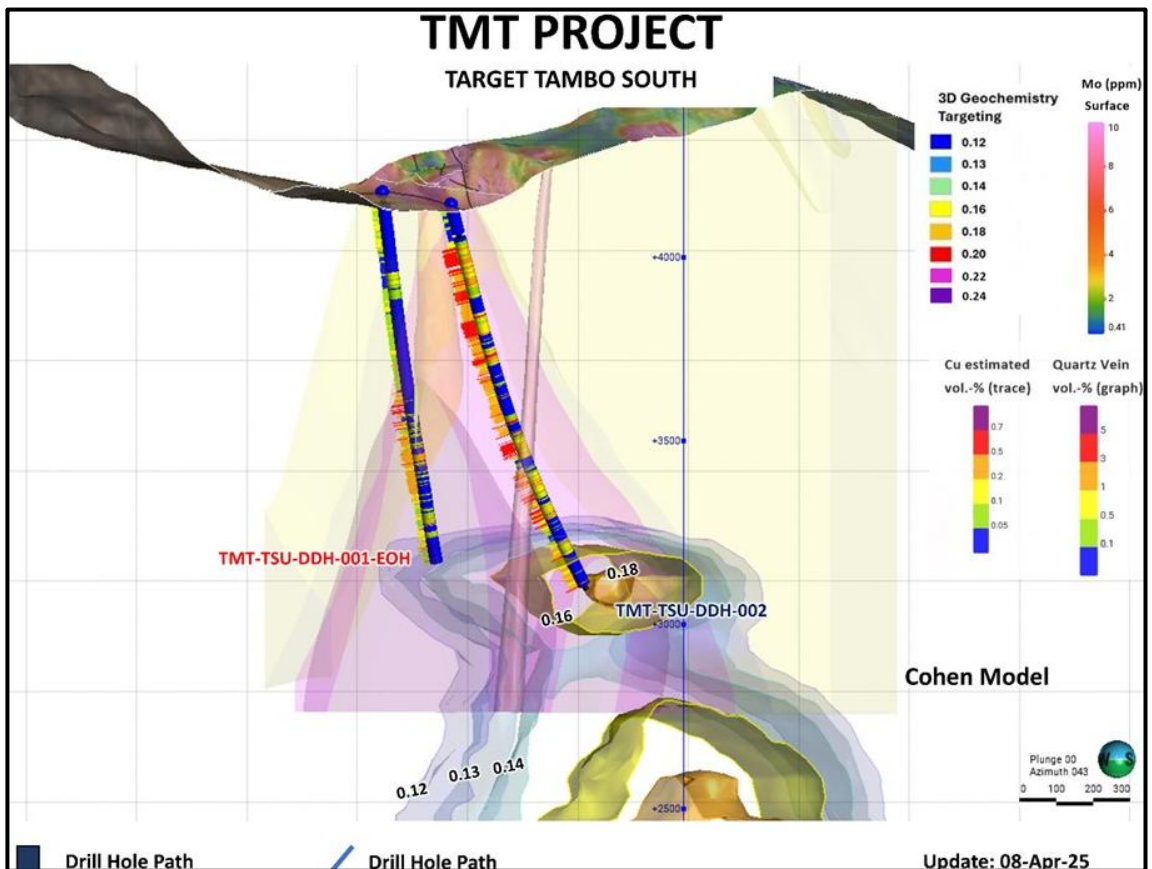 TMT PROJECT
TARGET TAMBO SOUTH
3D Geochemistry
Targeting
0.12
0.13
0.14
0.16
0.18
0.20
0.22
0.24
Mo (ppm)
Surface
10
8
6
4
2
0.41
Cu estimated
vol.-% (trace)
0.7
0.5
0.2
0.1
0.05
Quartz Vein
vol.-% (graph)
5
3
1
0.5
0.1
+4000
+3500
TMT-TSU-DDH-001-EOH
0.18
0.16
TMT-TSU-DDH-002
+3000
Cohen Model
0.12
0.13
0.14
+2500
Plunge 00
Azimuth 043
W S
0 100 200 300
Drill Hole Path
Drill Hole Path
Update: 08-Apr-25